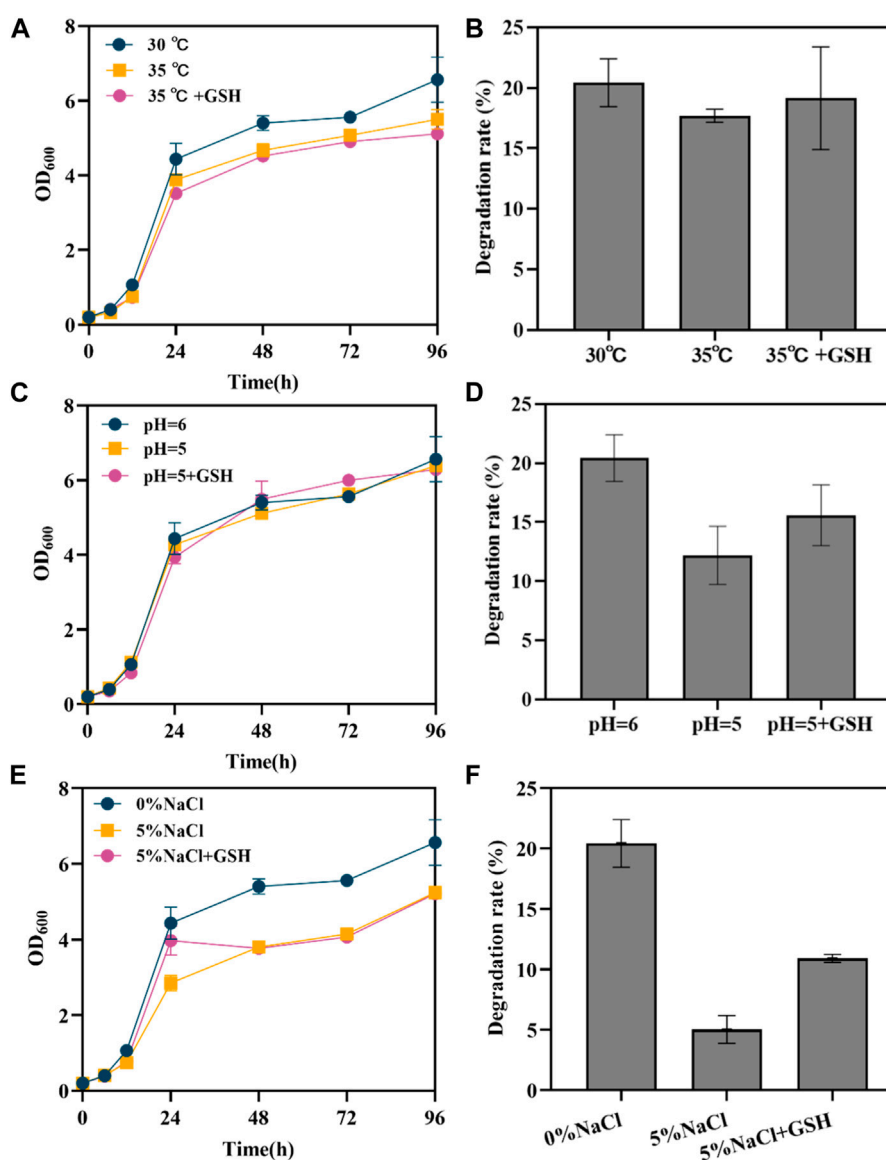 A
30 ℃
35 ℃
35 ℃ +GSH
OD600
8
6
4
2
0
0 24 48 72 96
Time(h)
B
Degradation rate (%)
25
20
15
10
5
0
30℃ 35℃ 35℃ +GSH
C
pH=6
pH=5
pH=5+GSH
OD600
8
6
4
2
0
0 24 48 72 96
Time(h)
D
Degradation rate (%)
25
20
15
10
5
0
pH=6 pH=5 pH=5+GSH
E
0%NaCl
5%NaCl
5%NaCl+GSH
OD600
8
6
4
2
0
0 24 48 72 96
Time(h)
F
Degradation rate (%)
25
20
15
10
5
0
0%NaCl 5%NaCl 5%NaCl+GSH